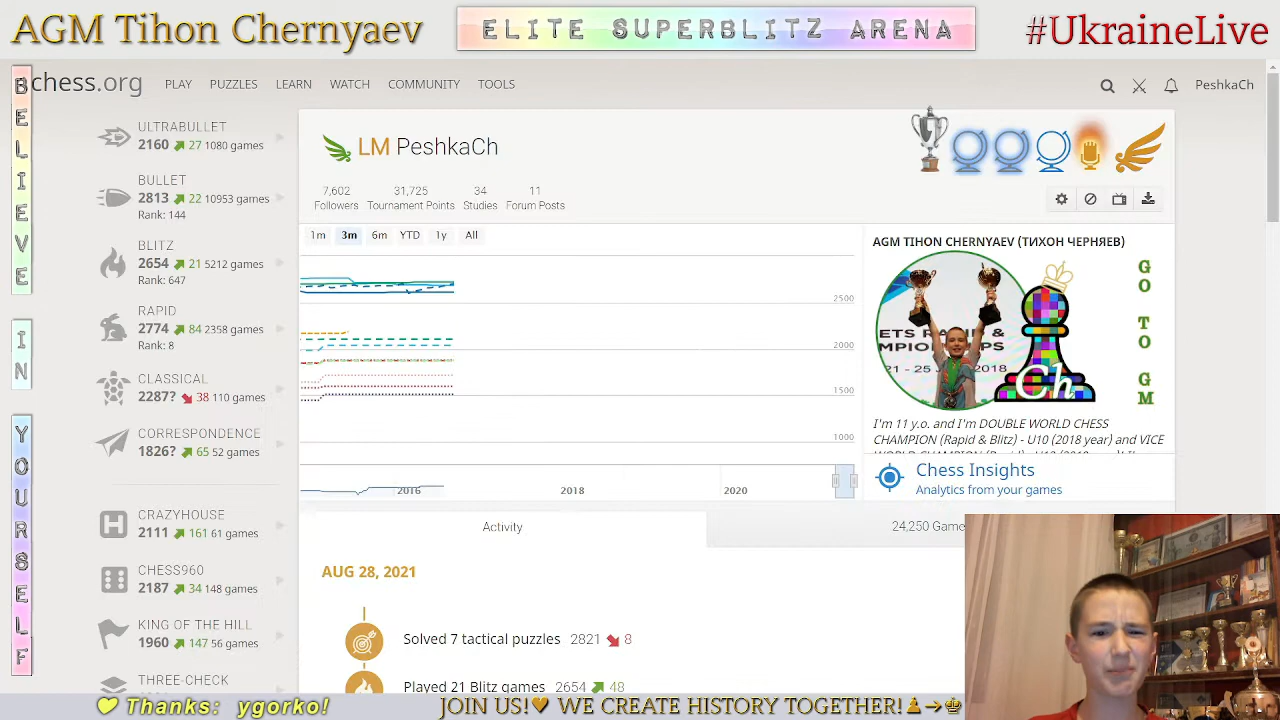 AGM Tihon Chernyaev
ELITE SUPERBLITZ ARENA
#UkraineLive
BELIEVE
IN
YOURSELF
chess.org
PLAY PUZZLES LEARN WATCH COMMUNITY TOOLS
PeshkaCh
ULTRABULLET
2160 27 1080 games
BULLET
2813 22 10953 games
Rank: 144
BLITZ
2654 21 5212 games
Rank: 647
RAPID
2774 84 2358 games
Rank: 8
CLASSICAL
2287? 38 110 games
CORRESPONDENCE
1826? 65 52 games
CRAZYHOUSE
2111 161 61 games
CHESS960
2187 34 148 games
KING OF THE HILL
1960 147 56 games
THREE-CHECK
LM PeshkaCh
7,602 31,725 34 11
Followers Tournament Points Studies Forum Posts
1m 3m 6m YTD 1y All
2500
2000
1500
1000
2016 2018 2020
AGM TIHON CHERNYAEV (ТИХОН ЧЕРНЯЕВ)
ETS RAPID &
MPIONS
21 - 25 2018
Ch
GO
TO
GM
I'm 11 y.o. and I'm DOUBLE WORLD CHESS
CHAMPION (Rapid & Blitz) - U10 (2018 year) and VICE
Chess Insights
Analytics from your games
Activity
24,250 Game
AUG 28, 2021
Solved 7 tactical puzzles 2821 8
Played 21 Blitz games 2654 48
Thanks: ygorko!
JOIN US!♥ WE CREATE HISTORY TOGETHER!♟→♔